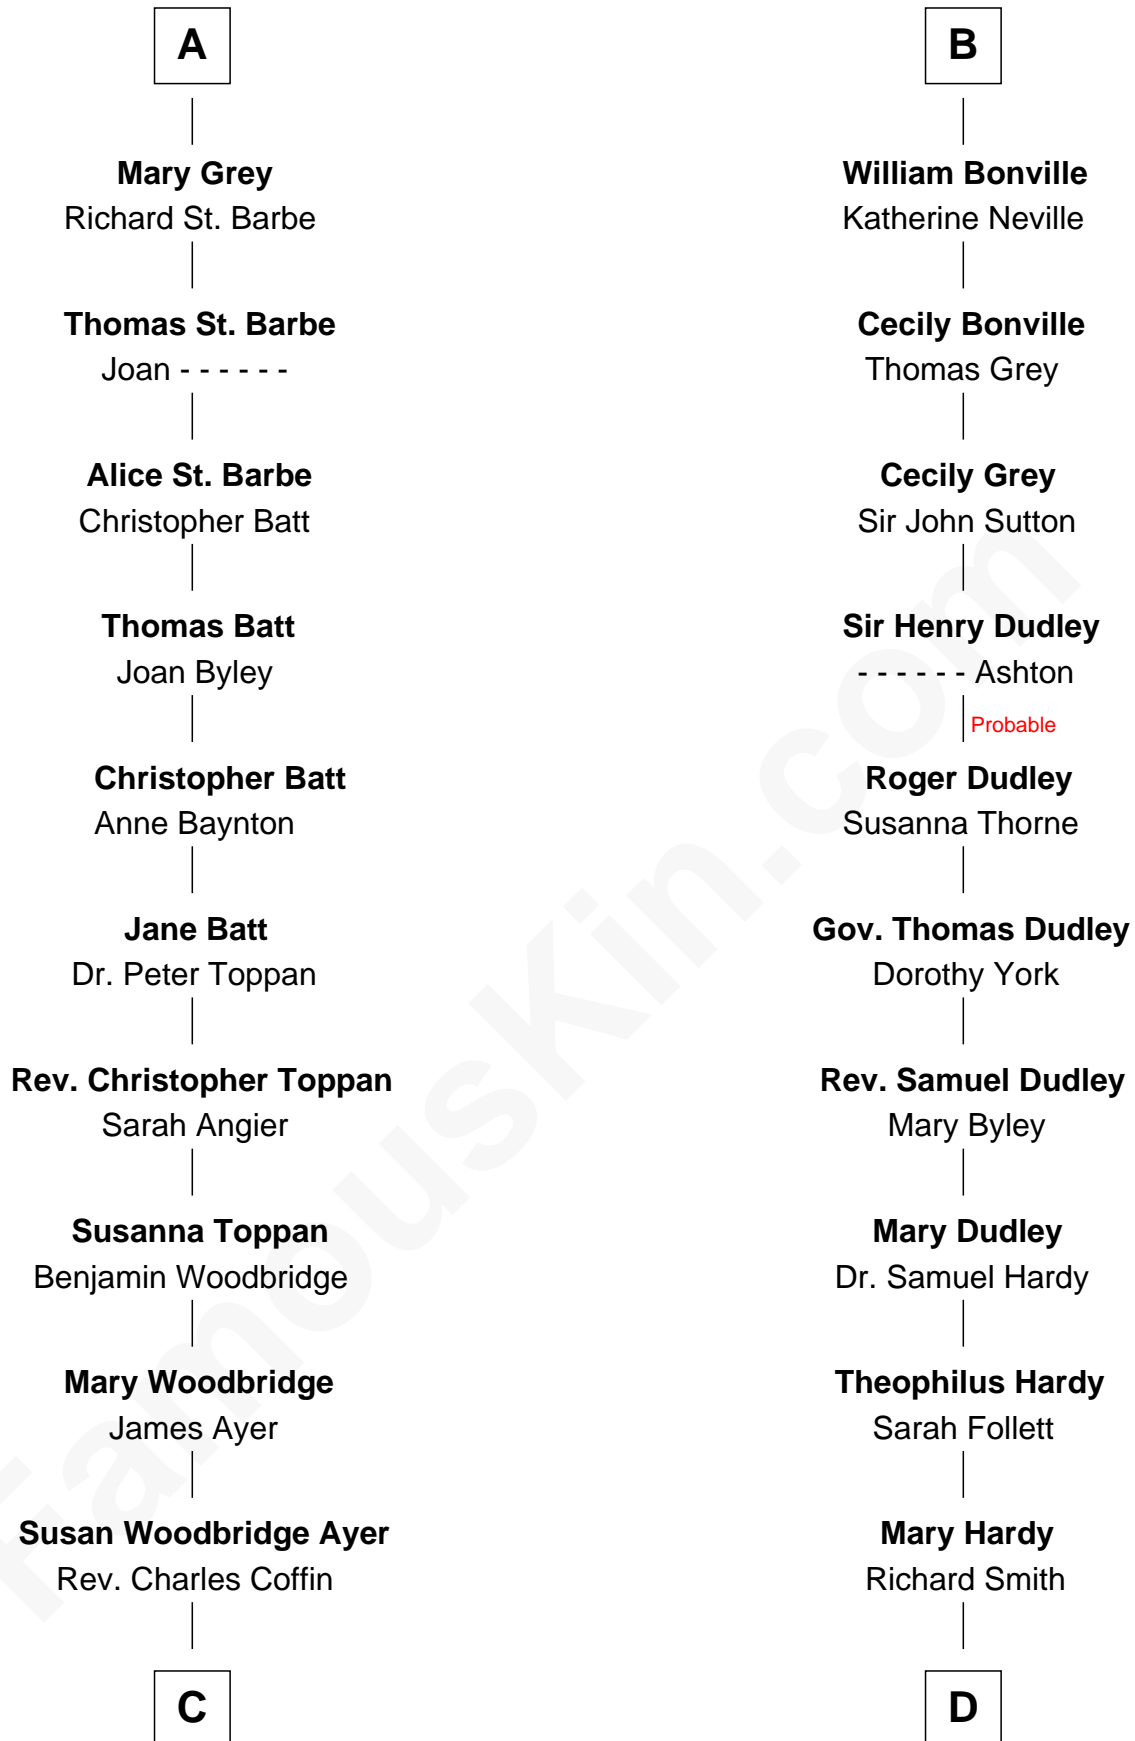 A
Mary Grey
Richard St. Barbe
Thomas St. Barbe
Joan - - - - - -
Alice St. Barbe
Christopher Batt
Thomas Batt
Joan Byley
Christopher Batt
Anne Baynton
Jane Batt
Dr. Peter Toppan
Rev. Christopher Toppan
Sarah Angier
Susanna Toppan
Benjamin Woodbridge
Mary Woodbridge
James Ayer
Susan Woodbridge Ayer
Rev. Charles Coffin
C
B
William Bonville
Katherine Neville
Cecily Bonville
Thomas Grey
Cecily Grey
Sir John Sutton
Sir Henry Dudley
- - - - - - Ashton
Probable
Roger Dudley
Susanna Thorne
Gov. Thomas Dudley
Dorothy York
Rev. Samuel Dudley
Mary Byley
Mary Dudley
Dr. Samuel Hardy
Theophilus Hardy
Sarah Follett
Mary Hardy
Richard Smith
D
FamousKin.com